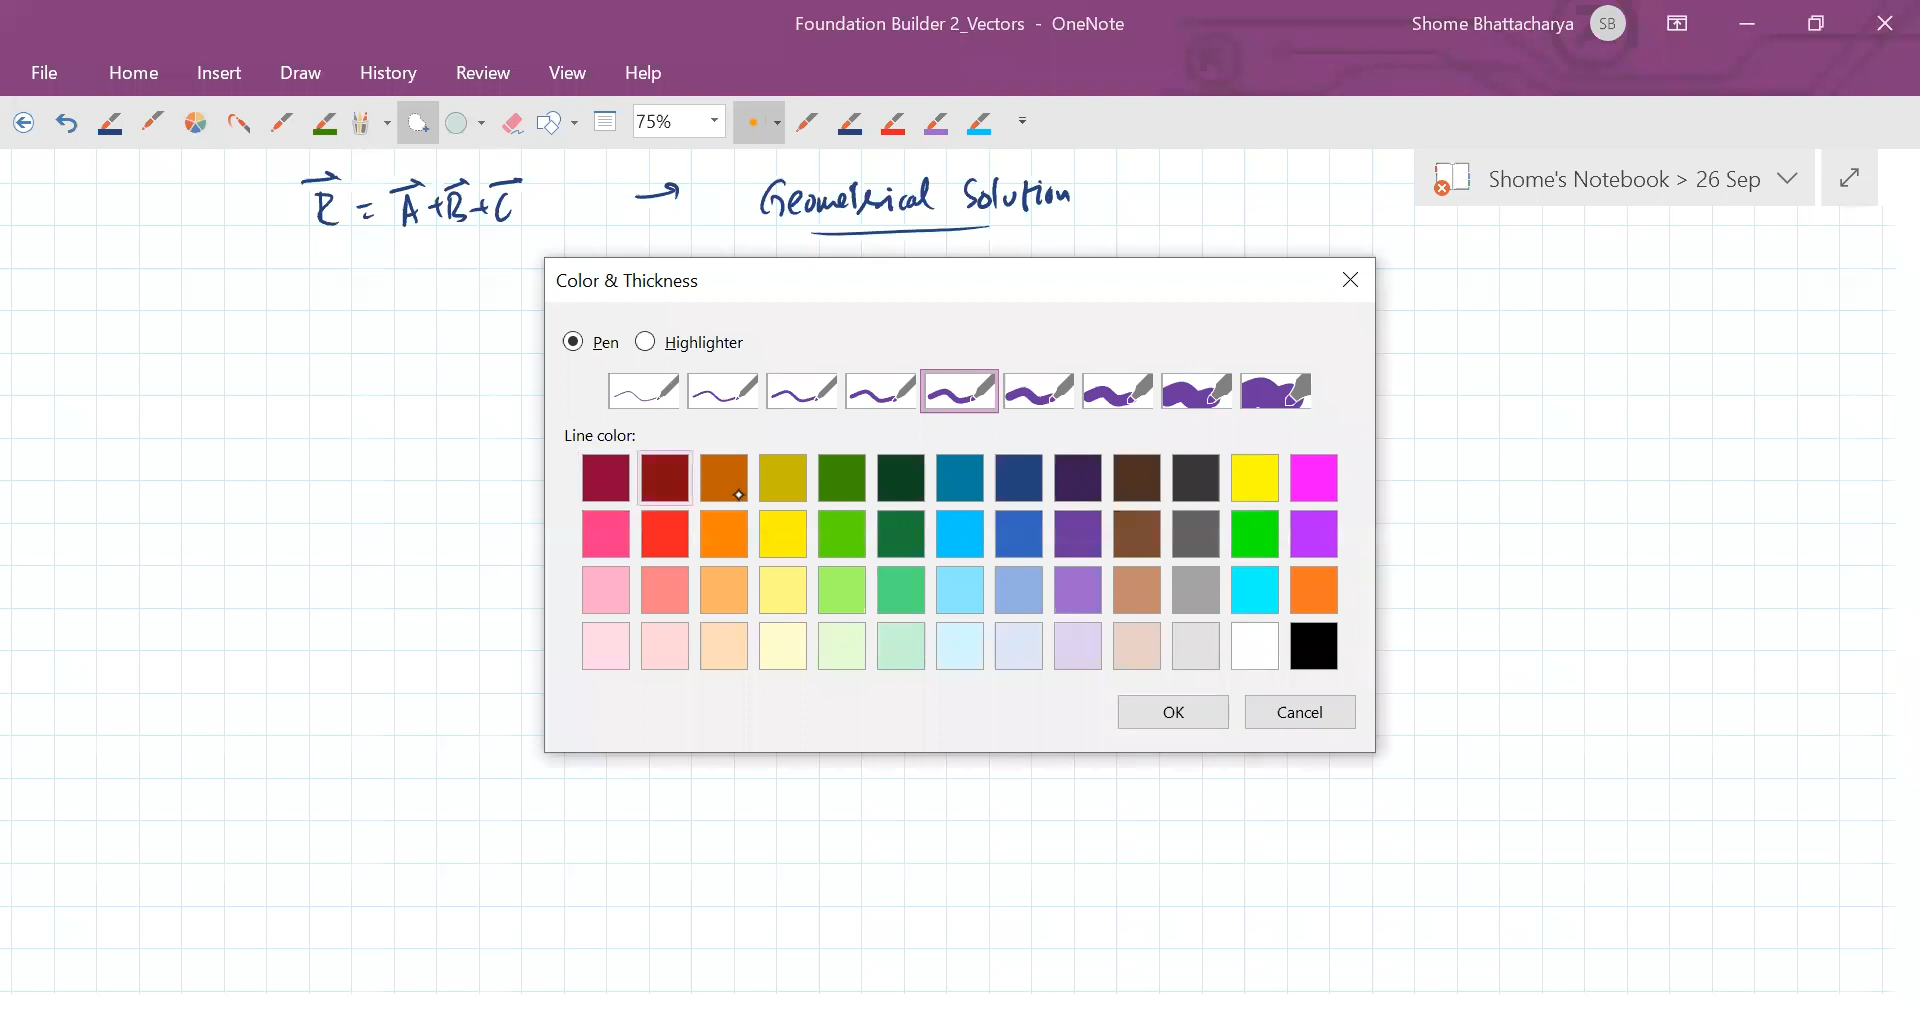 Foundation Builder 2_Vectors - OneNote
Shome Bhattacharya SB
File Home Insert Draw History Review View Help
75%
R⃗ = A⃗ + B⃗ + C⃗ → Geometrical Solution
Shome's Notebook > 26 Sep
Color & Thickness
Pen Highlighter
Line color:
OK Cancel